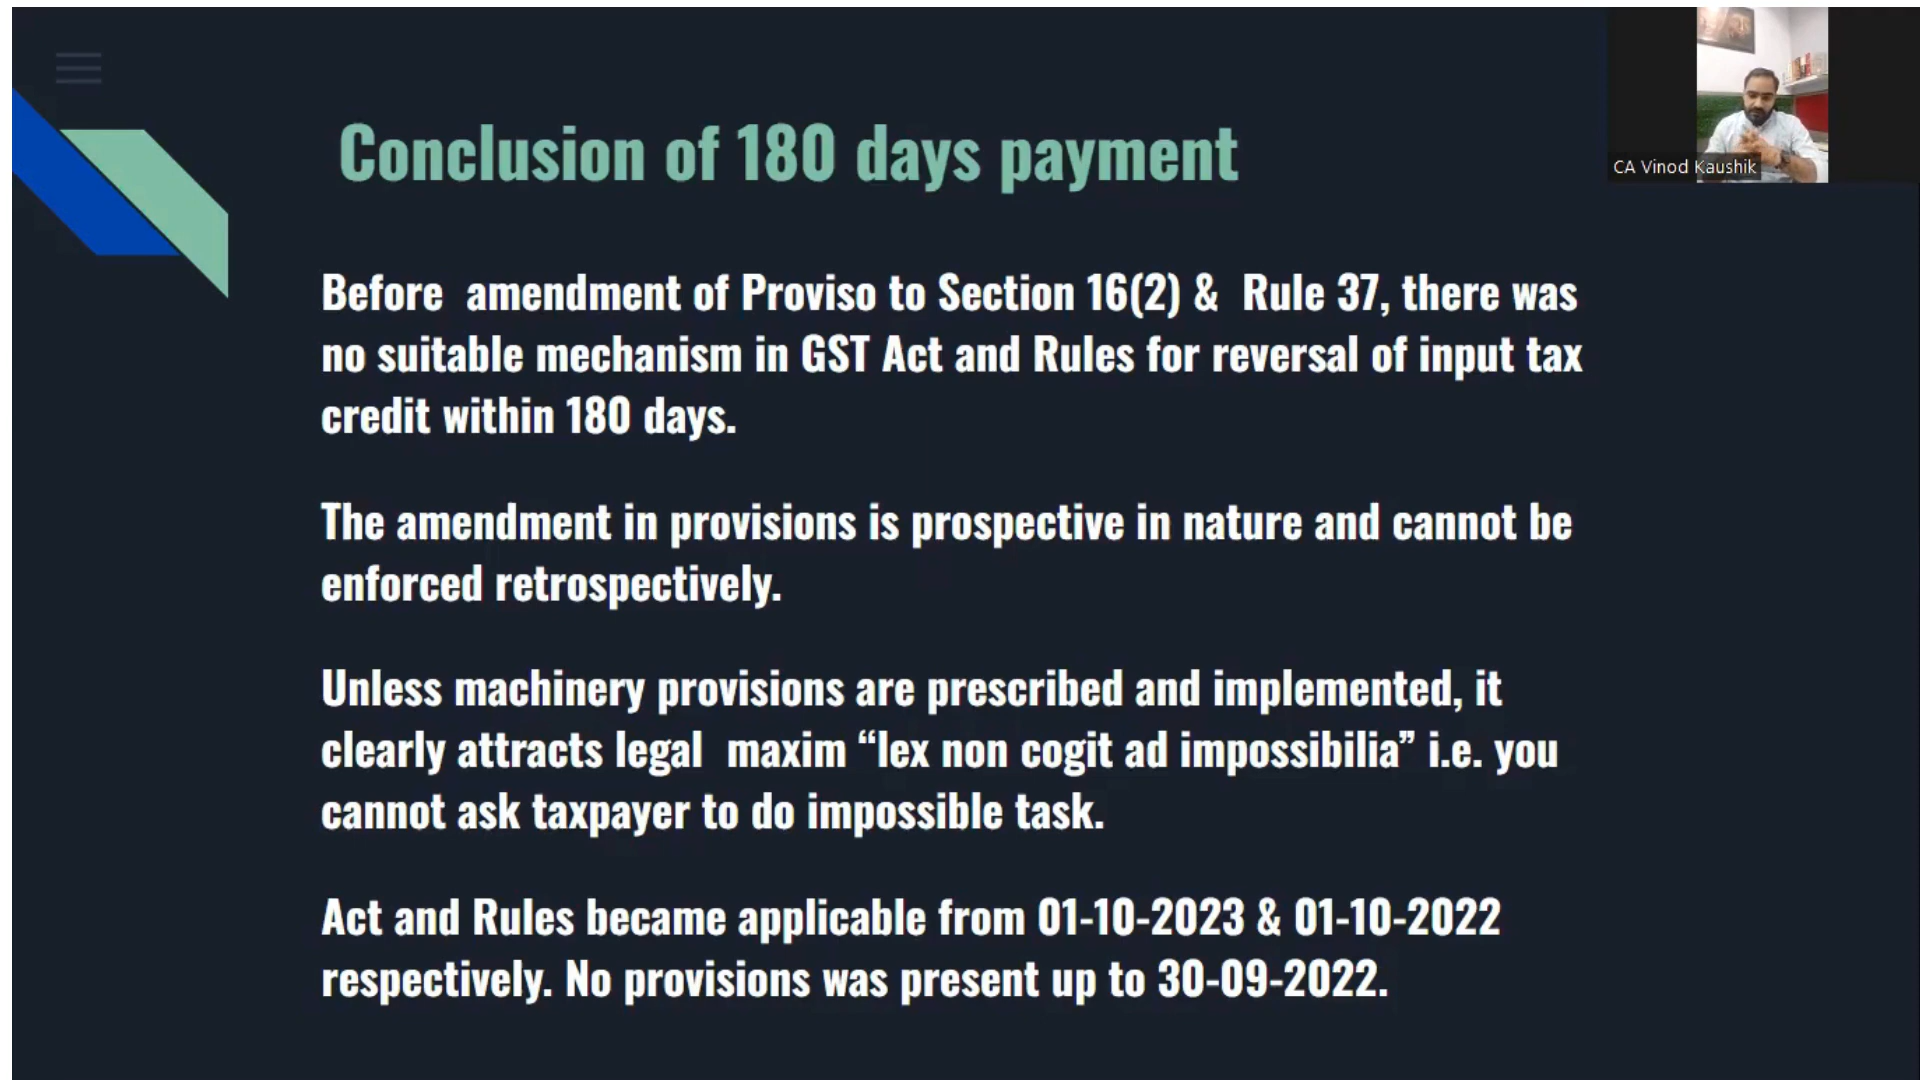 Conclusion of 180 days payment
CA Vinod Kaushik
Before amendment of Proviso to Section 16(2) & Rule 37, there was
no suitable mechanism in GST Act and Rules for reversal of input tax
credit within 180 days.
The amendment in provisions is prospective in nature and cannot be
enforced retrospectively.
Unless machinery provisions are prescribed and implemented, it
clearly attracts legal maxim “lex non cogit ad impossibilia” i.e. you
cannot ask taxpayer to do impossible task.
Act and Rules became applicable from 01-10-2023 & 01-10-2022
respectively. No provisions was present up to 30-09-2022.